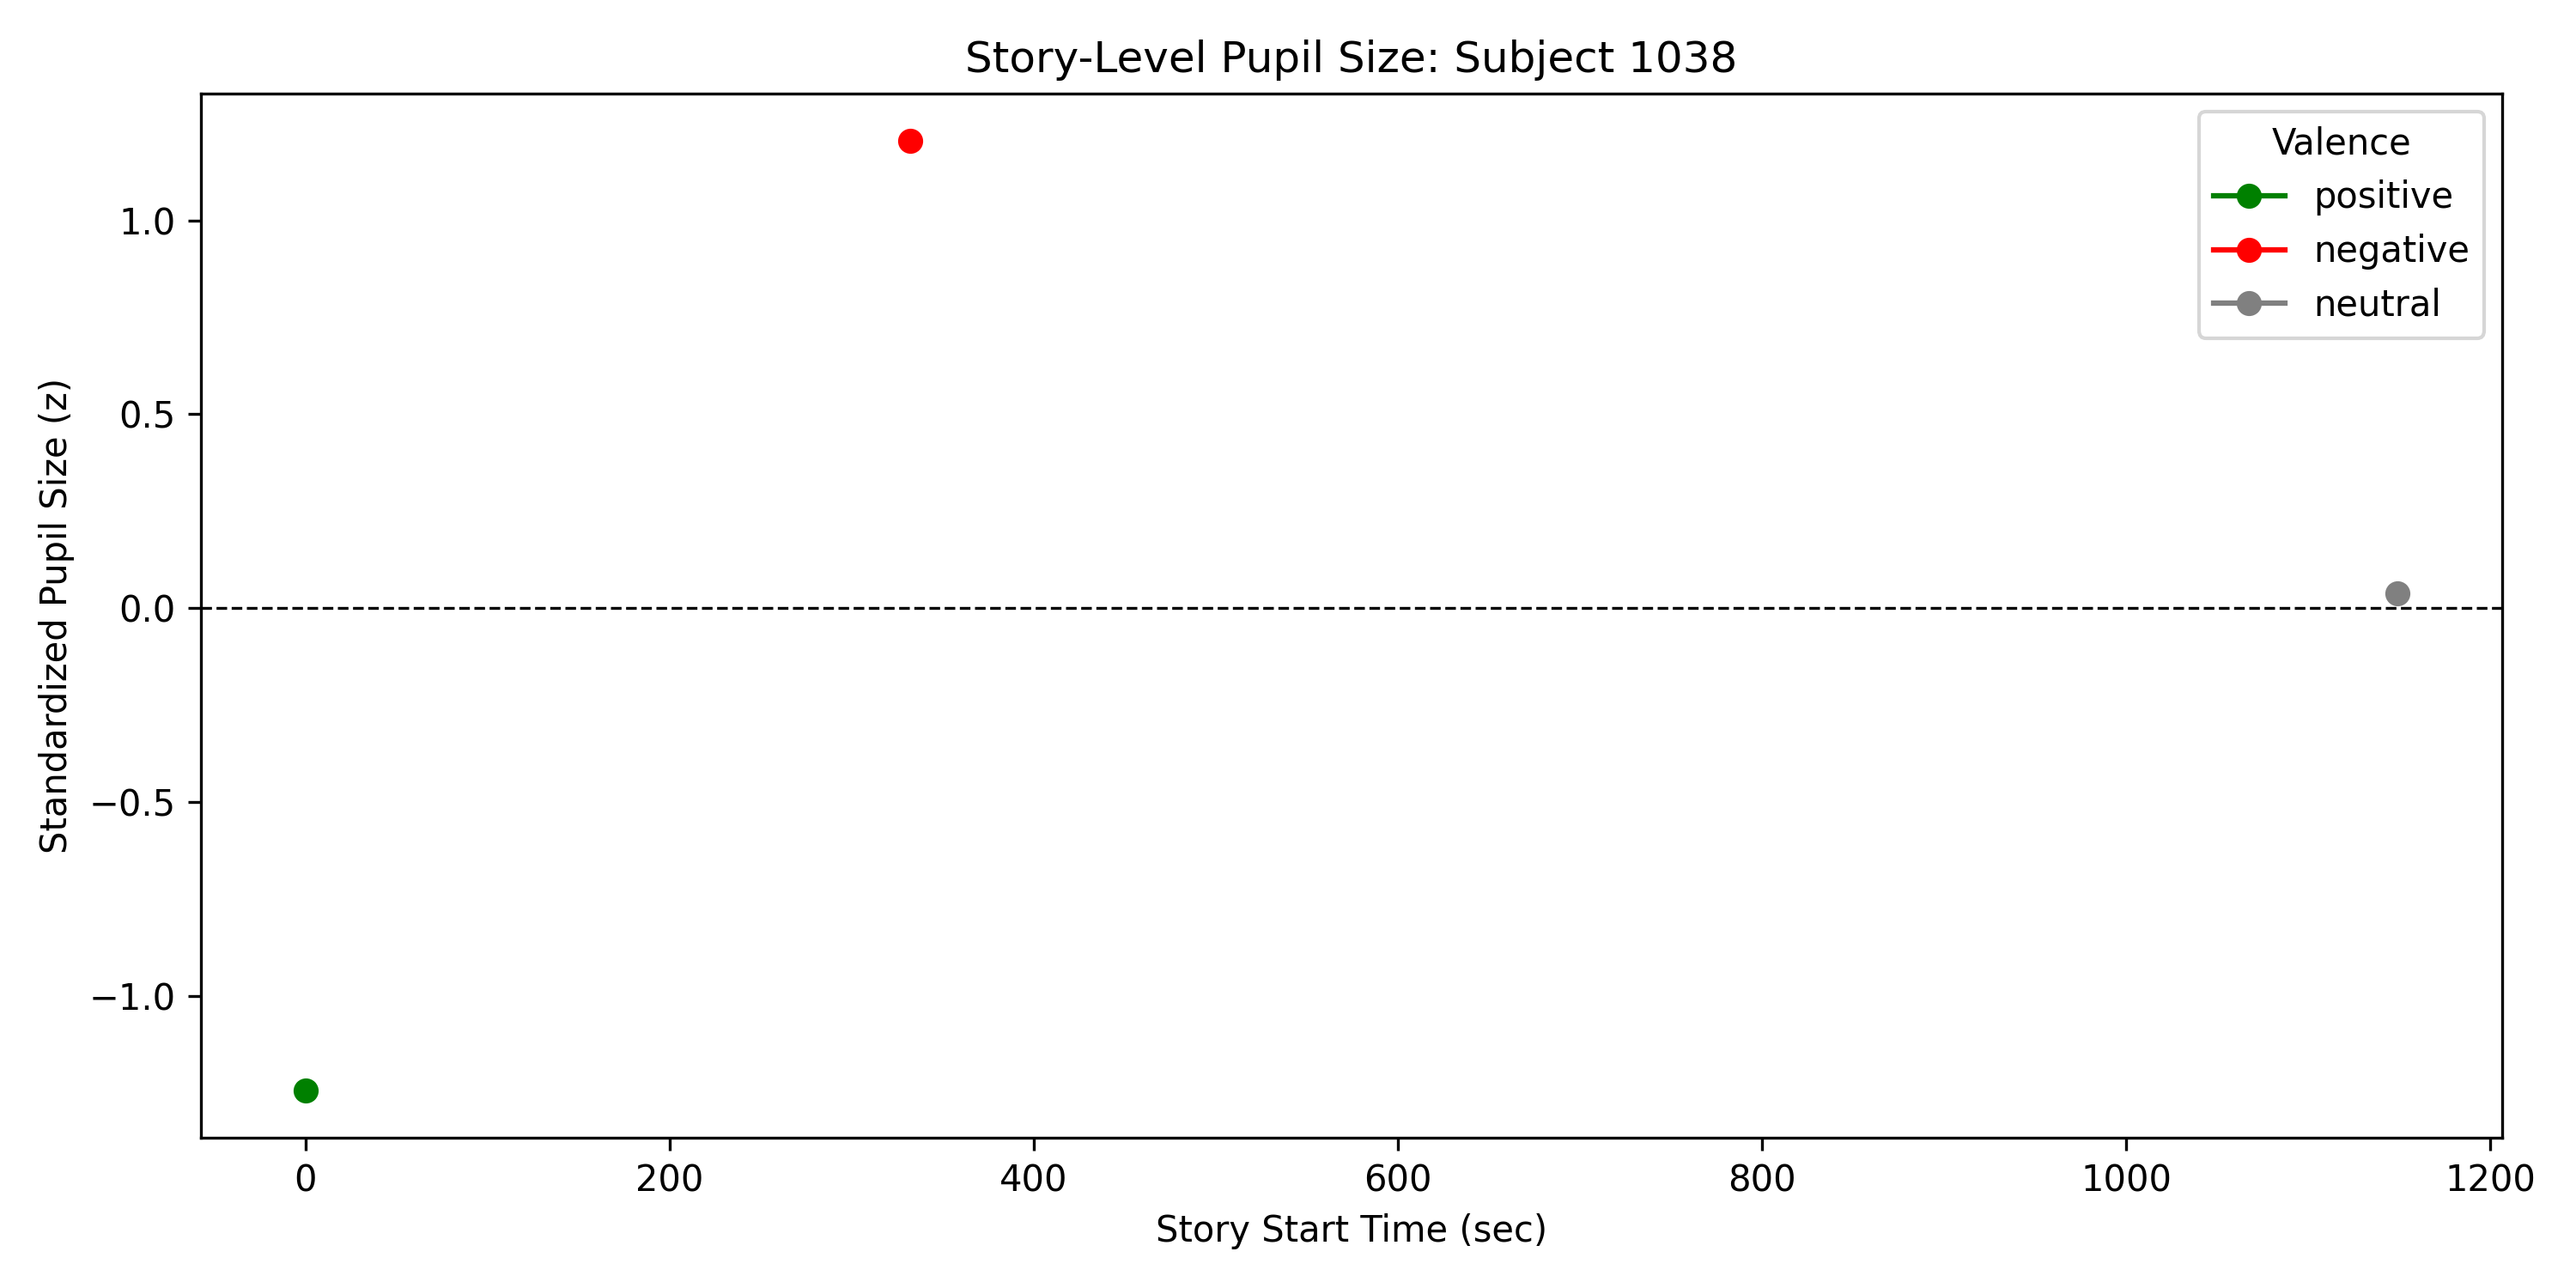 Story-Level Pupil Size: Subject 1038
Valence
positive
negative
neutral
Standardized Pupil Size (z)
1.0
0.5
0.0
−0.5
−1.0
0 200 400 600 800 1000 1200
Story Start Time (sec)